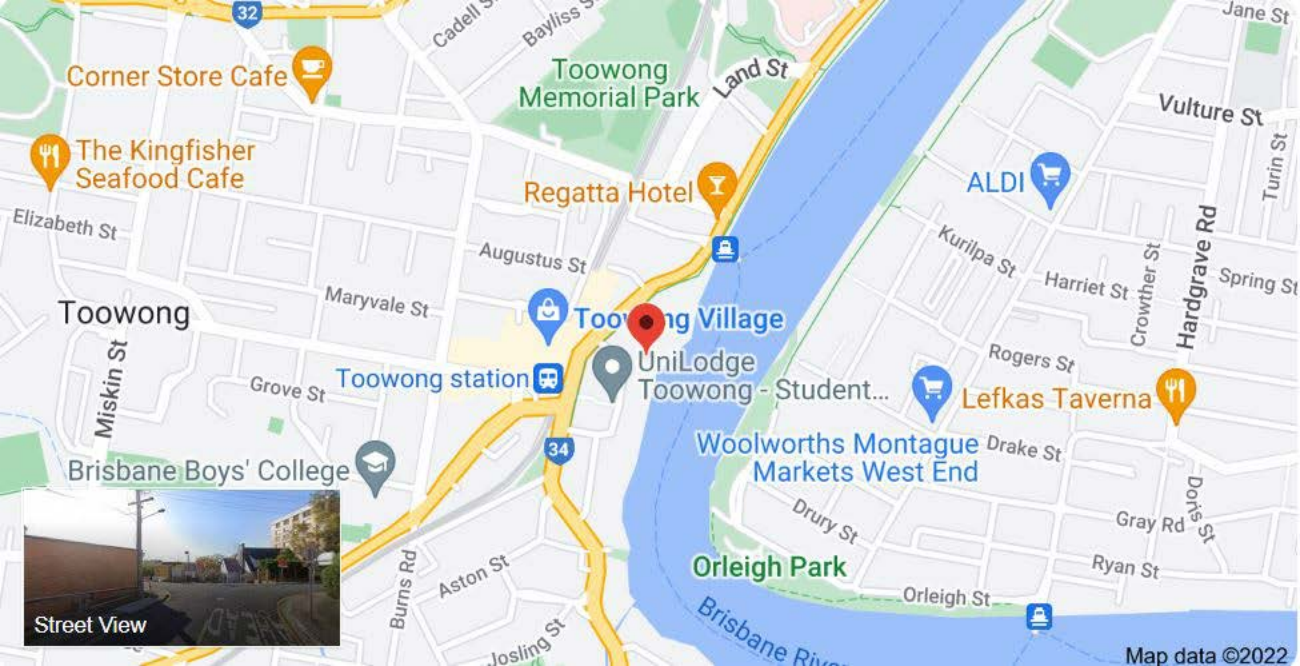 32
Cadell St
Bayliss St
Jane St
Corner Store Cafe
Toowong
Memorial Park
Land St
Vulture St
The Kingfisher
Seafood Cafe
Regatta Hotel
ALDI
Turin St
Elizabeth St
Augustus St
Kurilpa St
Harriet St
Crowther St
Hardgrave Rd
Spring St
Toowong
Maryvale St
Toowong Village
Miskin St
Toowong station
UniLodge
Toowong - Student...
Rogers St
Lefkas Taverna
Grove St
34
Woolworths Montague
Markets West End
Drake St
Brisbane Boys' College
Drury St
Gray Rd
Doris St
Orleigh Park
Ryan St
Aston St
Burns Rd
Orleigh St
Street View
Josling St
Brisbane River
Map data ©2022